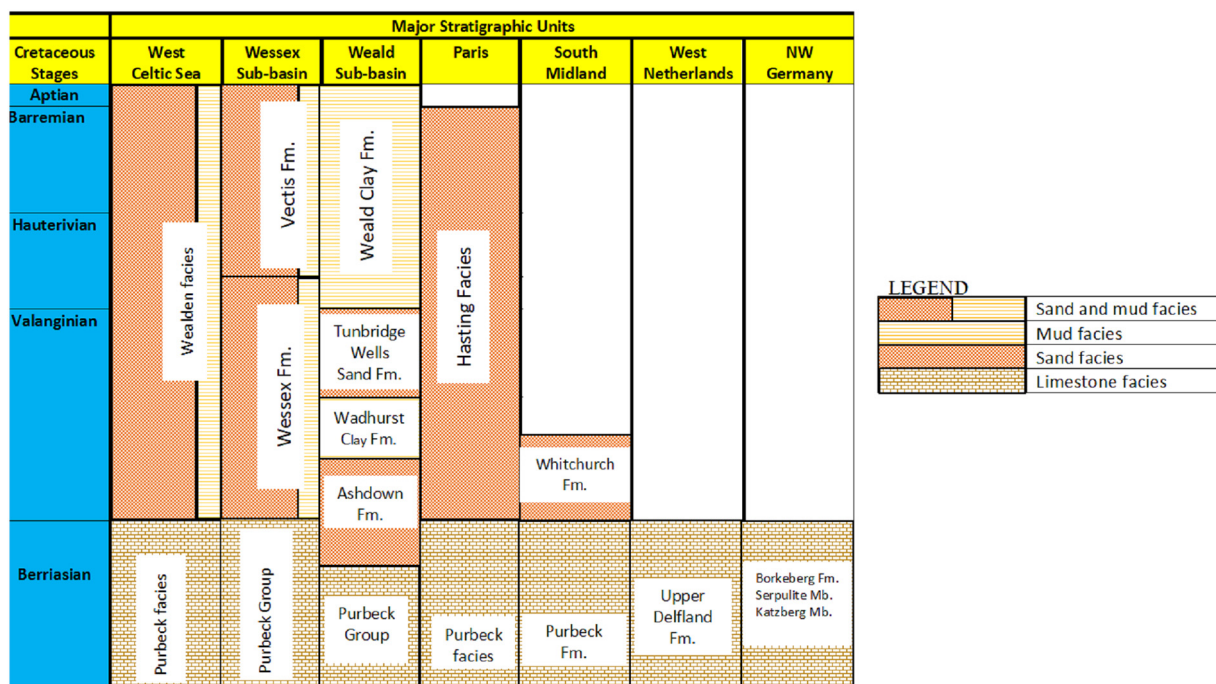 Major Stratigraphic Units
Cretaceous
Stages
West
Celtic Sea
Wessex
Sub-basin
Weald
Sub-basin
Paris
South
Midland
West
Netherlands
NW
Germany
Aptian
Barremian
Hauterivian
Valanginian
Berriasian
Wealden facies
Purbeck facies
Vectis Fm.
Wessex Fm.
Purbeck Group
Weald Clay Fm.
Tunbridge
Wells
Sand Fm.
Wadhurst
Clay Fm.
Ashdown
Fm.
Purbeck
Group
Hasting Facies
Purbeck
facies
Whitchurch
Fm.
Purbeck
Fm.
Upper
Delfland
Fm.
Borkeberg Fm.
Serpulite Mb.
Katzberg Mb.
LEGEND
Sand and mud facies
Mud facies
Sand facies
Limestone facies